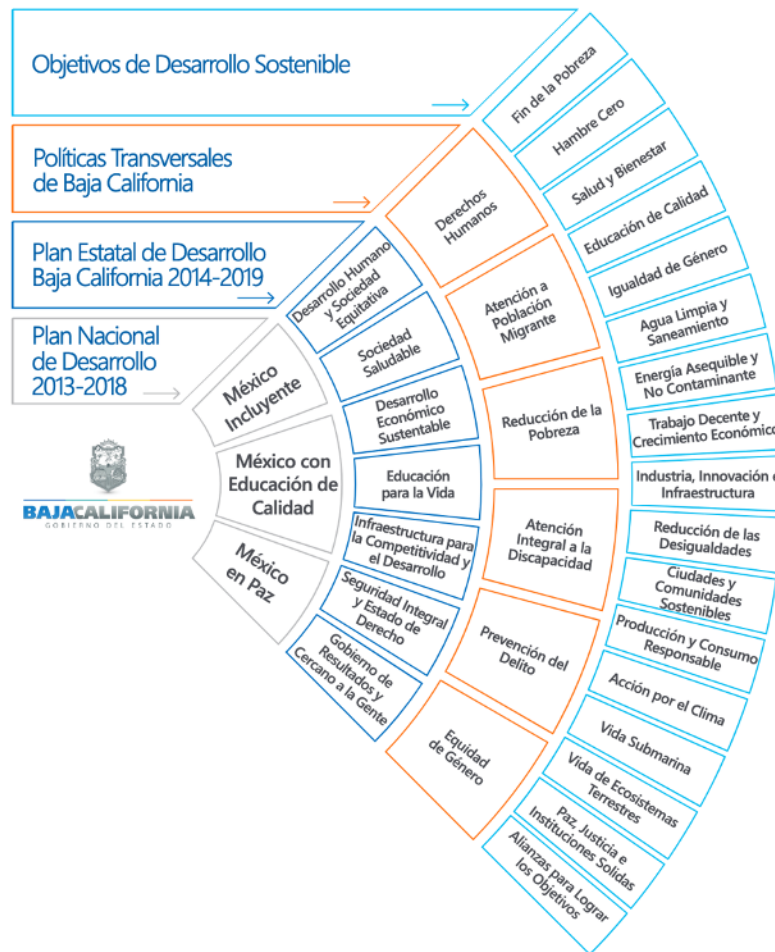 Objetivos de Desarrollo Sostenible
Políticas Transversales
de Baja California
Plan Estatal de Desarrollo
Baja California 2014-2019
Plan Nacional
de Desarrollo
2013-2018
BAJACALIFORNIA
GOBIERNO DEL ESTADO
México
Incluyente
México con
Educación de
Calidad
México
en Paz
Desarrollo Humano
y Sociedad
Equitativa
Sociedad
Saludable
Desarrollo
Económico
Sustentable
Educación
para la Vida
Infraestructura para
la Competividad y
el Desarrollo
Seguridad Integral
y Estado de
Derecho
Gobierno de
Resultados y
Cercano a la Gente
Derechos
Humanos
Atención a
Población
Migrante
Reducción de la
Pobreza
Atención
Integral a la
Discapacidad
Prevención del
Delito
Equidad
de Género
Fin de la Pobreza
Hambre Cero
Salud y Bienestar
Educación de Calidad
Igualdad de Género
Agua Limpia y
Saneamiento
Energía Asequible y
No Contaminante
Trabajo Decente y
Crecimiento Económico
Industria, Innovación e
Infraestructura
Reducción de las
Desigualdades
Ciudades y
Comunidades
Sostenibles
Producción y Consumo
Responsable
Acción por el Clima
Vida Submarina
Vida de Ecosistemas
Terrestres
Paz, Justicia e
Instituciones Solidas
Alianzas para Lograr
los Objetivos